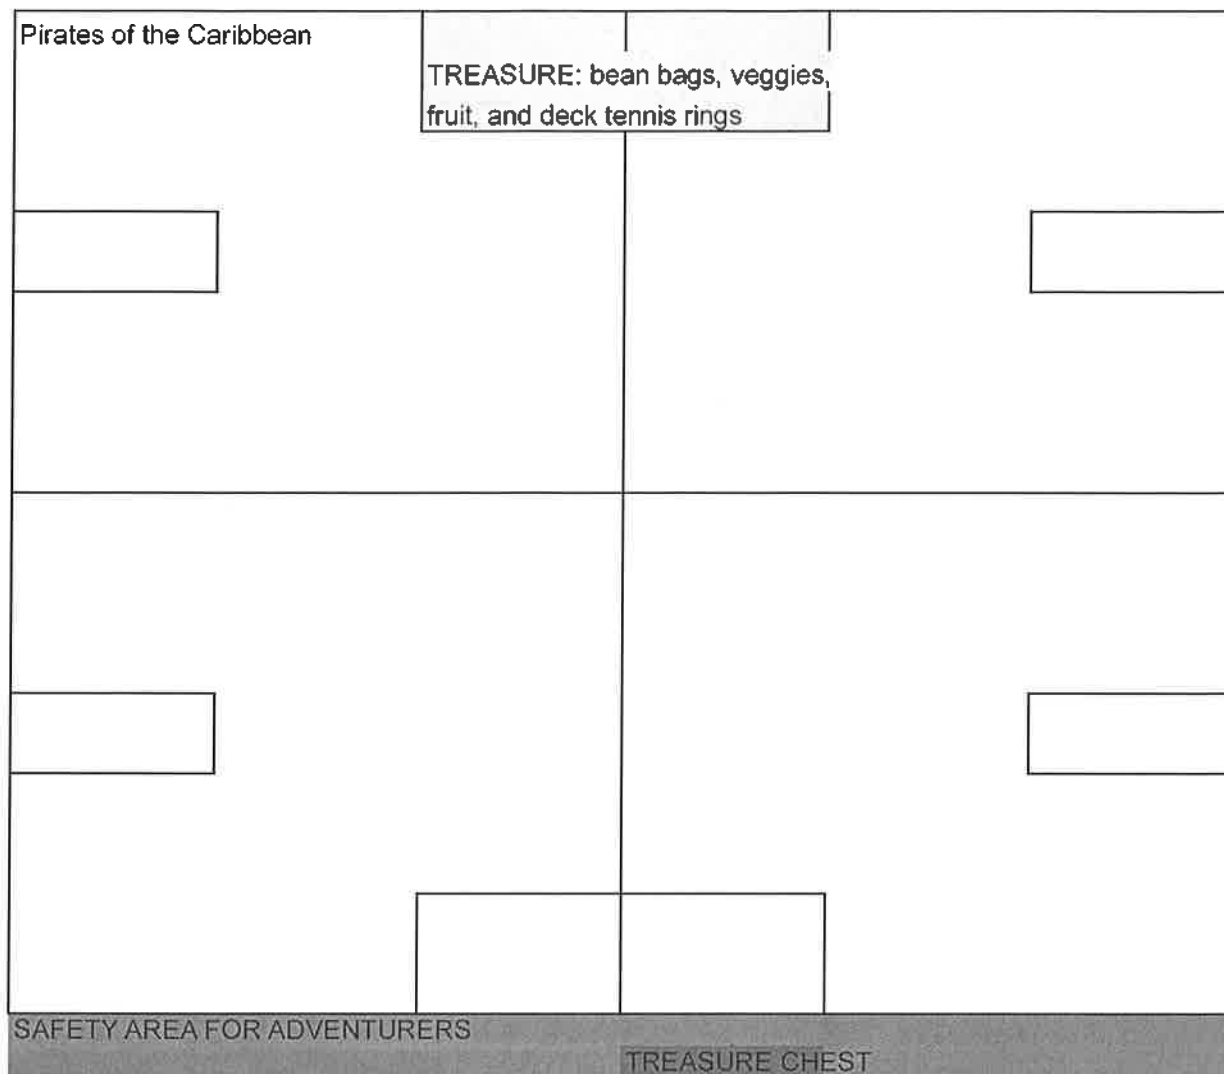 Pirates of the Caribbean
TREASURE: bean bags, veggies,
fruit, and deck tennis rings
SAFETY AREA FOR ADVENTURERS
TREASURE CHEST